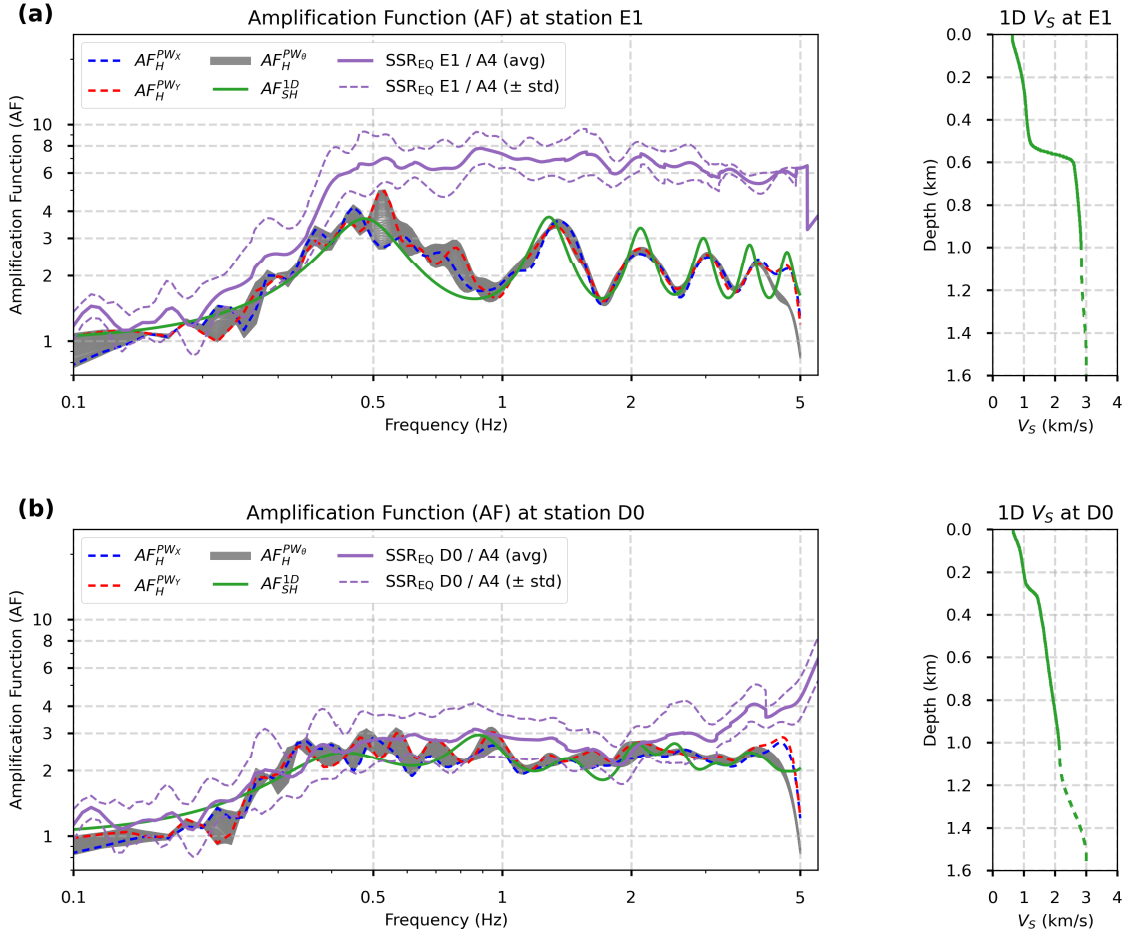 (a)
Amplification Function (AF) at station E1
1D V_S at E1
AF_H^{PW_X}
AF_H^{PW_θ}
SSR_EQ E1 / A4 (avg)
AF_H^{PW_Y}
AF_{SH}^{1D}
SSR_EQ E1 / A4 (± std)
Amplification Function (AF)
10
8
6
4
3
2
1
0.1
0.5
1
2
5
Frequency (Hz)
Depth (km)
0.0
0.2
0.4
0.6
0.8
1.0
1.2
1.4
1.6
0
1
2
3
4
V_S (km/s)
(b)
Amplification Function (AF) at station D0
1D V_S at D0
AF_H^{PW_X}
AF_H^{PW_θ}
SSR_EQ D0 / A4 (avg)
AF_H^{PW_Y}
AF_{SH}^{1D}
SSR_EQ D0 / A4 (± std)
Amplification Function (AF)
10
8
6
4
3
2
1
0.1
0.5
1
2
5
Frequency (Hz)
Depth (km)
0.0
0.2
0.4
0.6
0.8
1.0
1.2
1.4
1.6
0
1
2
3
4
V_S (km/s)